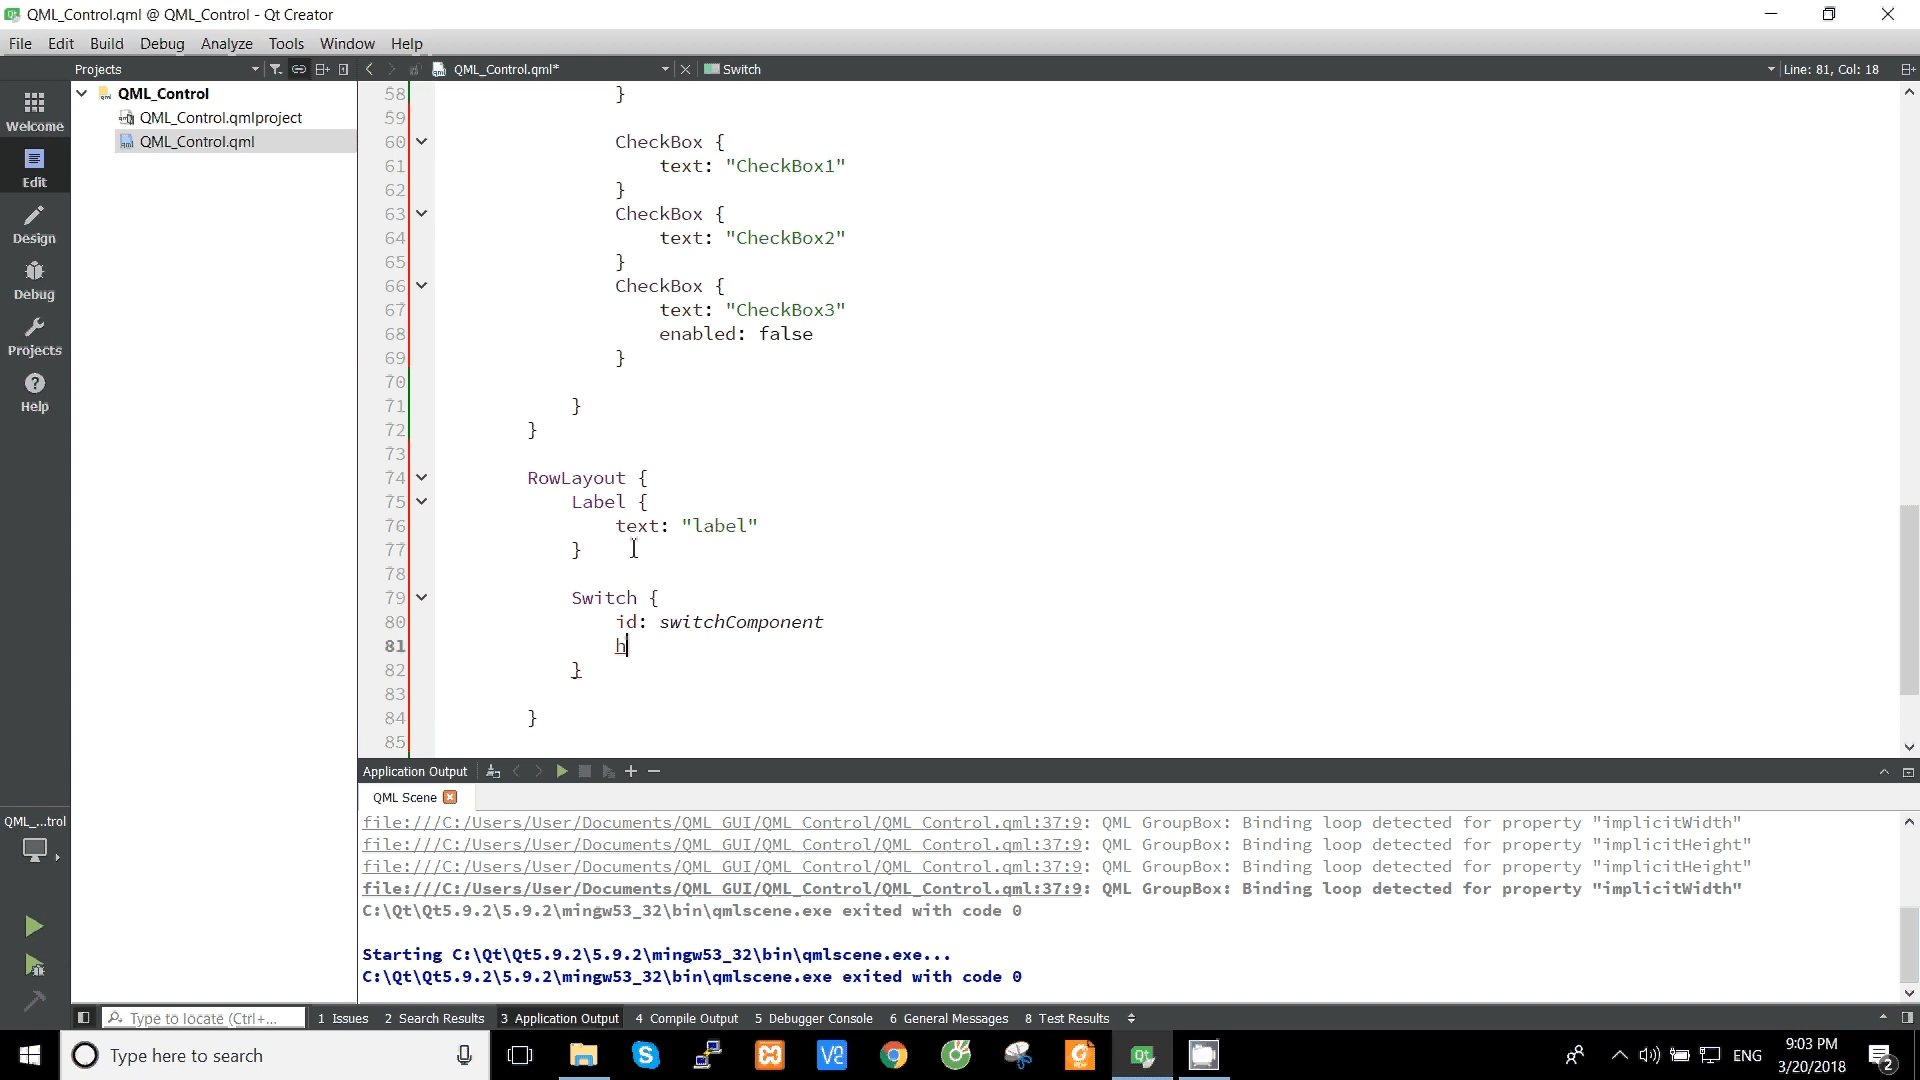 QML_Control.qml @ QML_Control - Qt Creator
File Edit Build Debug Analyze Tools Window Help
Projects QML_Control.qml* Switch Line: 81, Col: 18
QML_Control
QML_Control.qmlproject
QML_Control.qml
Welcome
Edit
Design
Debug
Projects
Help
58 }
59
60 CheckBox {
61 text: "CheckBox1"
62 }
63 CheckBox {
64 text: "CheckBox2"
65 }
66 CheckBox {
67 text: "CheckBox3"
68 enabled: false
69 }
70
71 }
72 }
73
74 RowLayout {
75 Label {
76 text: "label"
77 }
78
79 Switch {
80 id: switchComponent
81 h
82 }
83
84 }
85
Application Output
QML Scene
QML_...trol
file:///C:/Users/User/Documents/QML_GUI/QML_Control/QML_Control.qml:37:9: QML GroupBox: Binding loop detected for property "implicitWidth"
file:///C:/Users/User/Documents/QML_GUI/QML_Control/QML_Control.qml:37:9: QML GroupBox: Binding loop detected for property "implicitHeight"
file:///C:/Users/User/Documents/QML_GUI/QML_Control/QML_Control.qml:37:9: QML GroupBox: Binding loop detected for property "implicitHeight"
file:///C:/Users/User/Documents/QML_GUI/QML_Control/QML_Control.qml:37:9: QML GroupBox: Binding loop detected for property "implicitWidth"
C:\Qt\Qt5.9.2\5.9.2\mingw53_32\bin\qmlscene.exe exited with code 0
Starting C:\Qt\Qt5.9.2\5.9.2\mingw53_32\bin\qmlscene.exe...
C:\Qt\Qt5.9.2\5.9.2\mingw53_32\bin\qmlscene.exe exited with code 0
Type to locate (Ctrl+... 1 Issues 2 Search Results 3 Application Output 4 Compile Output 5 Debugger Console 6 General Messages 8 Test Results
Type here to search
ENG
9:03 PM
3/20/2018
2